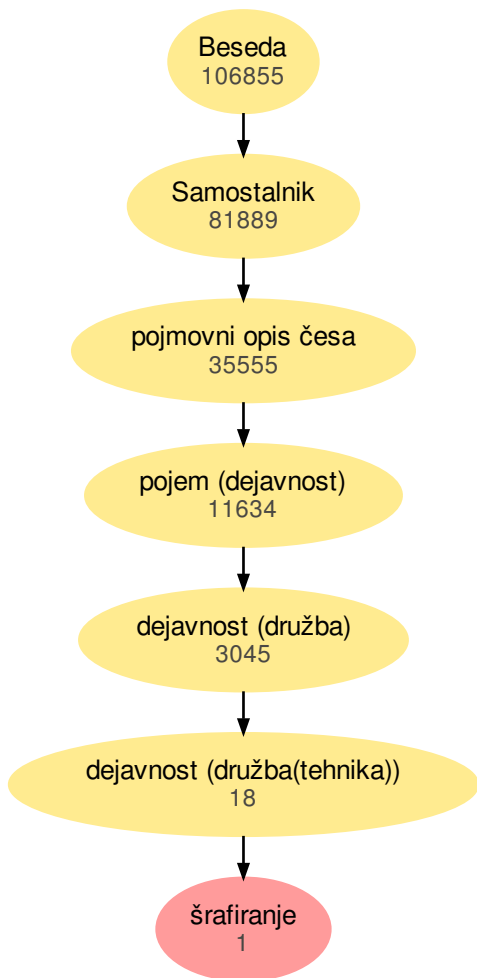 Beseda
106855
Samostalnik
81889
pojmovni opis česa
35555
pojem (dejavnost)
11634
dejavnost (družba)
3045
dejavnost (družba(tehnika))
18
šrafiranje
1